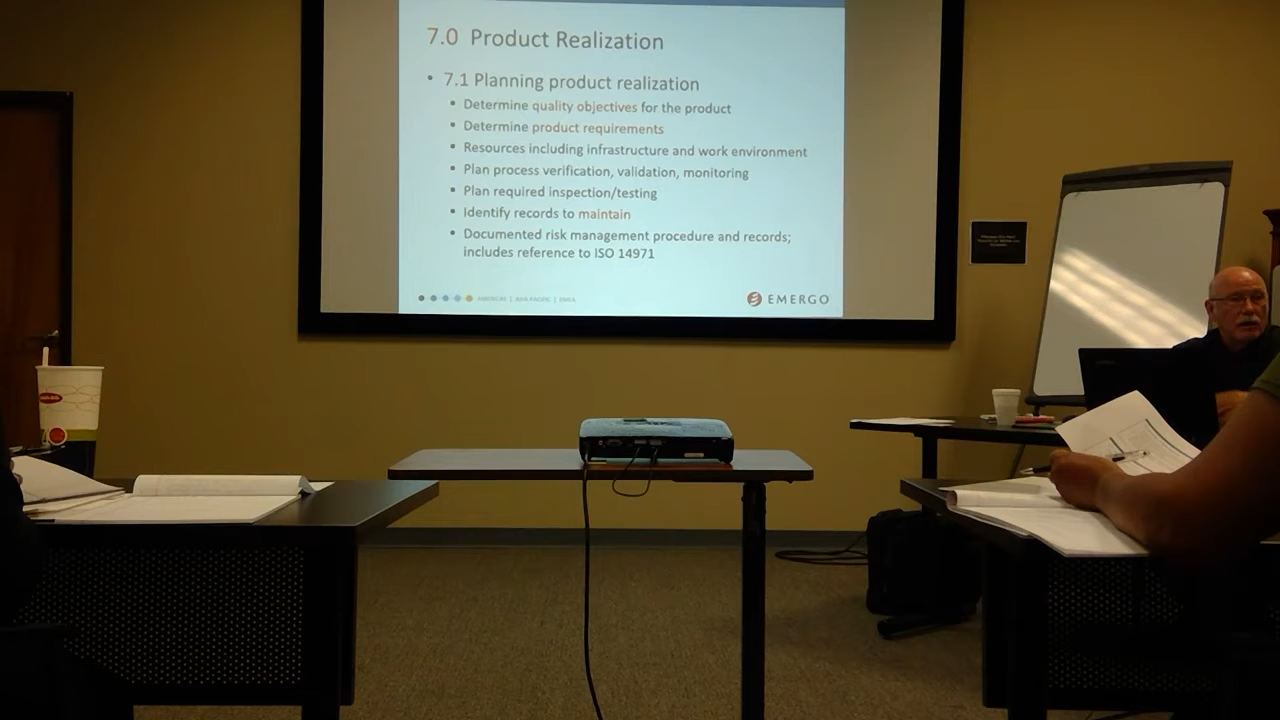 7.0 Product Realization
• 7.1 Planning product realization
• Determine quality objectives for the product
• Determine product requirements
• Resources including infrastructure and work environment
• Plan process verification, validation, monitoring
• Plan required inspection/testing
• Identify records to maintain
• Documented risk management procedure and records;
includes reference to ISO 14971
AMERICAS | ASIA PACIFIC | EMEA
EMERGO